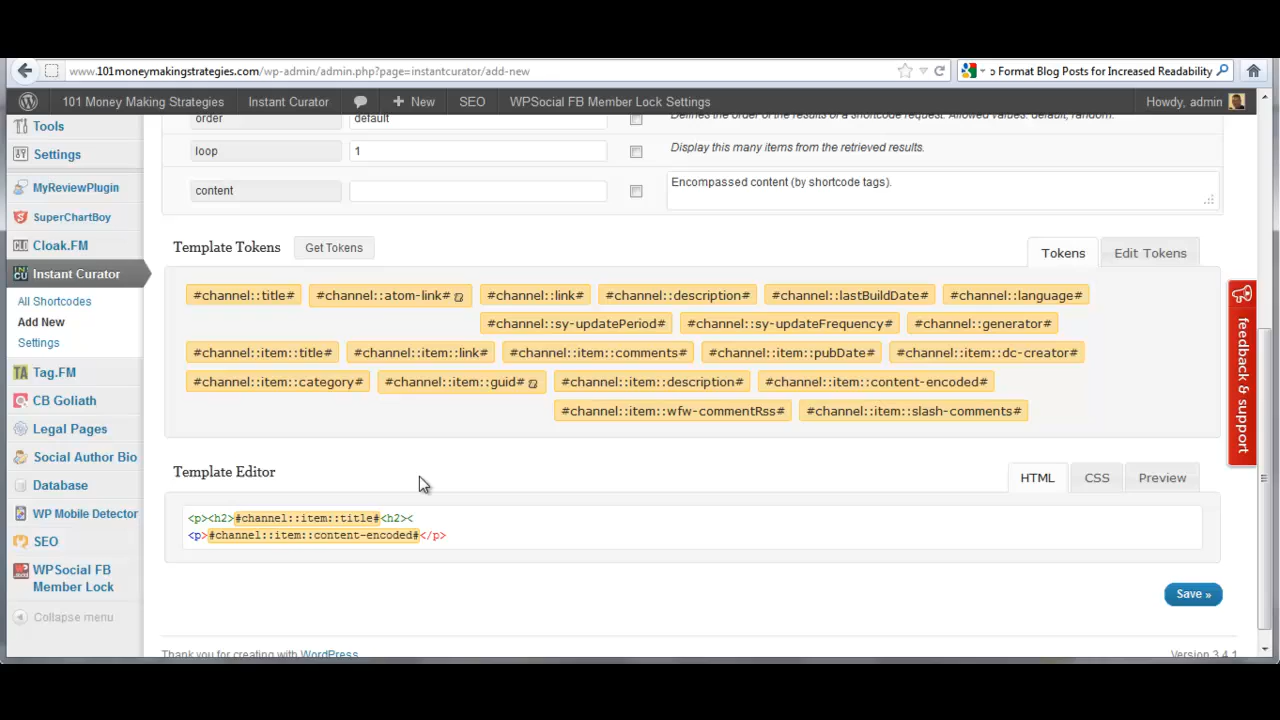 www.101moneymakingstrategies.com/wp-admin/admin.php?page=instantcurator/add-new
Format Blog Posts for Increased Readability
101 Money Making Strategies
Instant Curator
New
SEO
WPSocial FB Member Lock Settings
Howdy, admin
Tools
Settings
MyReviewPlugin
SuperChartBoy
Cloak.FM
Instant Curator
All Shortcodes
Add New
Settings
Tag.FM
CB Goliath
Legal Pages
Social Author Bio
Database
WP Mobile Detector
SEO
WPSocial FB
Member Lock
Collapse menu
order default Defines the order of the results of a shortcode request. Allowed values: default, random.
loop 1 Display this many items from the retrieved results.
content Encompassed content (by shortcode tags).
Template Tokens Get Tokens Tokens Edit Tokens
#channel::title# #channel::atom-link# #channel::link# #channel::description# #channel::lastBuildDate# #channel::language#
#channel::sy-updatePeriod# #channel::sy-updateFrequency# #channel::generator#
#channel::item::title# #channel::item::link# #channel::item::comments# #channel::item::pubDate# #channel::item::dc-creator#
#channel::item::category# #channel::item::guid# #channel::item::description# #channel::item::content-encoded#
#channel::item::wfw-commentRss# #channel::item::slash-comments#
Template Editor HTML CSS Preview
<p><h2>#channel::item::title#<h2><
<p>#channel::item::content-encoded#</p>
Save »
Thank you for creating with WordPress
Version 3.4.1
feedback & support